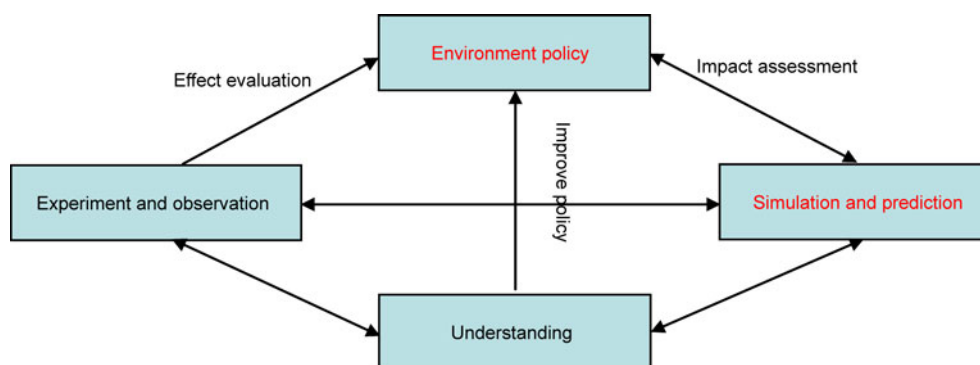 Environment policy
Effect evaluation
Impact assessment
Improve policy
Experiment and observation
Simulation and prediction
Understanding